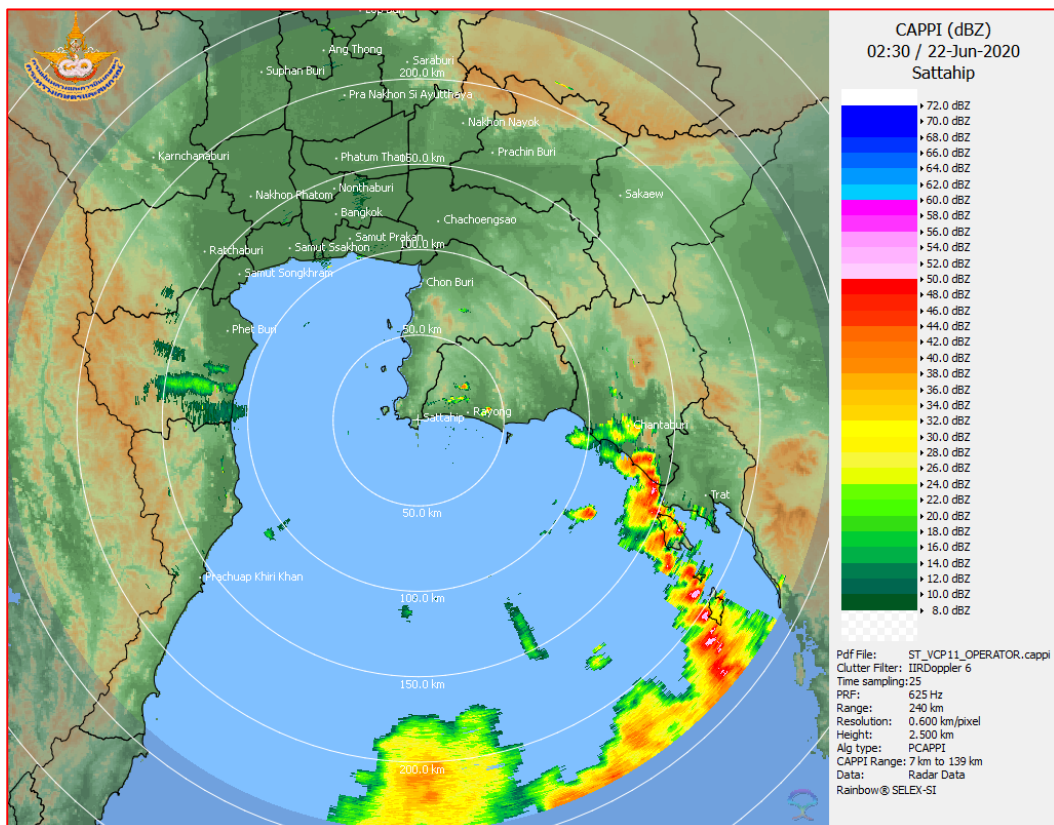 Lop Buri
Ang Thong
Saraburi
Suphan Buri
200.0 km
Pra Nakhon Si Ayutthaya
Nakhon Nayok
Karnchanaburi
Phatum Thani
150.0 km
Prachin Buri
Nakhon Phatom
Nonthaburi
Sakaew
Bangkok
Chachoengsao
Ratchaburi
Samut Ssakhon
Samut Prakan
100.0 km
Samut Songkhram
Chon Buri
Phet Buri
50.0 km
Sattahip
Rayong
Chantaburi
Trat
50.0 km
Prachuap Khiri Khan
100.0 km
150.0 km
200.0 km
CAPPI (dBZ)
02:30 / 22-Jun-2020
Sattahip
72.0 dBZ
70.0 dBZ
68.0 dBZ
66.0 dBZ
64.0 dBZ
62.0 dBZ
60.0 dBZ
58.0 dBZ
56.0 dBZ
54.0 dBZ
52.0 dBZ
50.0 dBZ
48.0 dBZ
46.0 dBZ
44.0 dBZ
42.0 dBZ
40.0 dBZ
38.0 dBZ
36.0 dBZ
34.0 dBZ
32.0 dBZ
30.0 dBZ
28.0 dBZ
26.0 dBZ
24.0 dBZ
22.0 dBZ
20.0 dBZ
18.0 dBZ
16.0 dBZ
14.0 dBZ
12.0 dBZ
10.0 dBZ
8.0 dBZ
Pdf File: ST_VCP11_OPERATOR.cappi
Clutter Filter: IIRDoppler 6
Time sampling:25
PRF: 625 Hz
Range: 240 km
Resolution: 0.600 km/pixel
Height: 2.500 km
Alg type: PCAPPI
CAPPI Range: 7 km to 139 km
Data: Radar Data
Rainbow® SELEX-SI